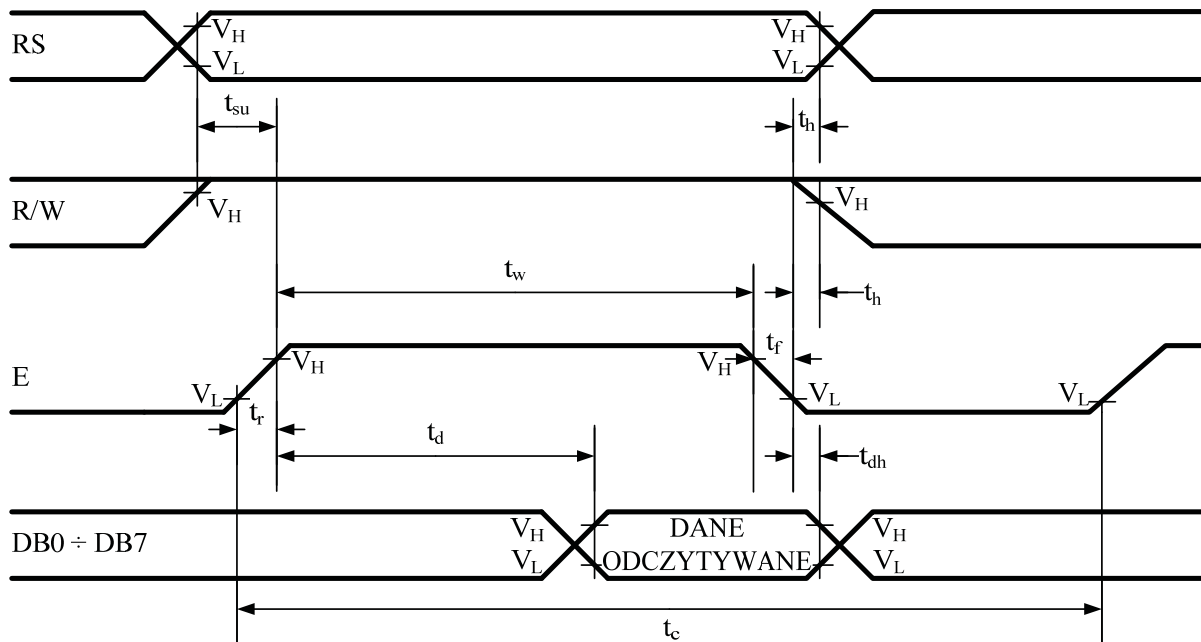 RS
V_H
V_L
V_H
V_L
t_su
t_h
R/W
V_H
V_H
t_w
t_h
E
V_L
V_H
t_r
V_H
t_f
V_L
V_L
t_d
t_dh
DB0 ÷ DB7
V_H
V_L
DANE
ODCZYTYWANE
V_H
V_L
t_c